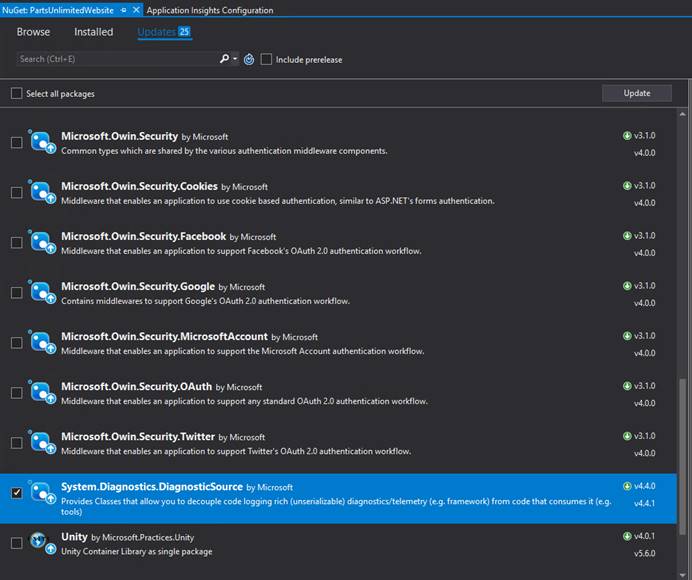 NuGet: PartsUnlimitedWebsite
Application Insights Configuration
Browse Installed Updates 25
Search (Ctrl+E) Include prerelease
Select all packages Update
Microsoft.Owin.Security by Microsoft v3.1.0
Common types which are shared by the various authentication middleware components. v4.0.0
Microsoft.Owin.Security.Cookies by Microsoft v3.1.0
Middleware that enables an application to use cookie based authentication, similar to ASP.NET's forms authentication. v4.0.0
Microsoft.Owin.Security.Facebook by Microsoft v3.1.0
Middleware that enables an application to support Facebook's OAuth 2.0 authentication workflow. v4.0.0
Microsoft.Owin.Security.Google by Microsoft v3.1.0
Contains middlewares to support Google's OAuth 2.0 authentication workflow. v4.0.0
Microsoft.Owin.Security.MicrosoftAccount by Microsoft v3.1.0
Middleware that enables an application to support the Microsoft Account authentication workflow. v4.0.0
Microsoft.Owin.Security.OAuth by Microsoft v3.1.0
Middleware that enables an application to support any standard OAuth 2.0 authentication workflow. v4.0.0
Microsoft.Owin.Security.Twitter by Microsoft v3.1.0
Middleware that enables an application to support Twitter's OAuth 2.0 authentication workflow. v4.0.0
System.Diagnostics.DiagnosticSource by Microsoft v4.4.0
Provides Classes that allow you to decouple code logging rich (unserializable) diagnostics/telemetry (e.g. framework) from code that consumes it (e.g. v4.4.1
tools)
Unity by Microsoft.Practices.Unity v4.0.1
Unity Container Library as single package v5.6.0